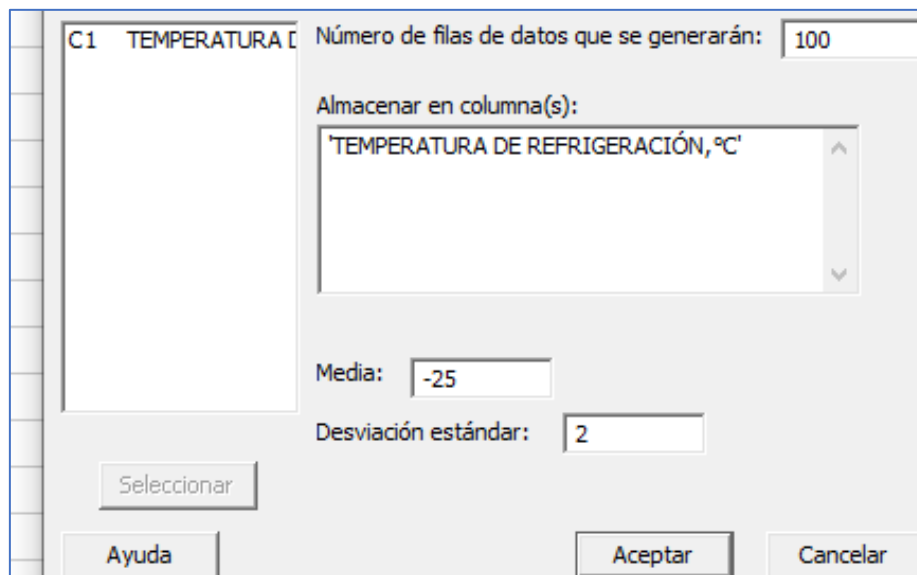 C1 TEMPERATURA D
Número de filas de datos que se generarán: 100
Almacenar en columna(s):
'TEMPERATURA DE REFRIGERACIÓN,°C'
Media: -25
Desviación estándar: 2
Seleccionar
Ayuda Aceptar Cancelar